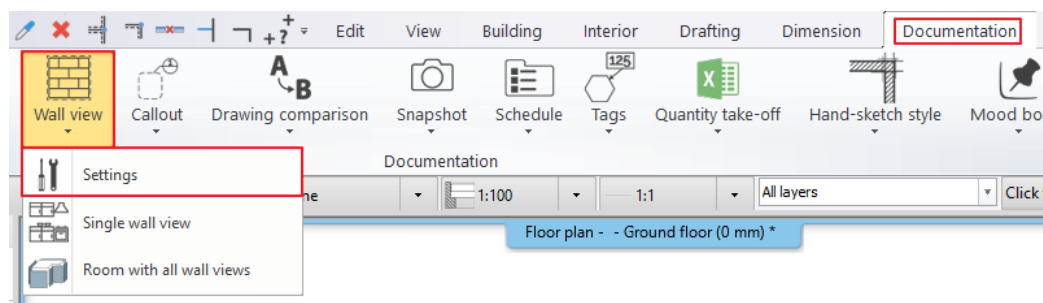 Edit View Building Interior Drafting Dimension Documentation
A B 125 X
Wall view Callout Drawing comparison Snapshot Schedule Tags Quantity take-off Hand-sketch style Mood bo
Documentation
Settings
ne 1:100 1:1 All layers Click
Single wall view
Floor plan - - Ground floor (0 mm) *
Room with all wall views